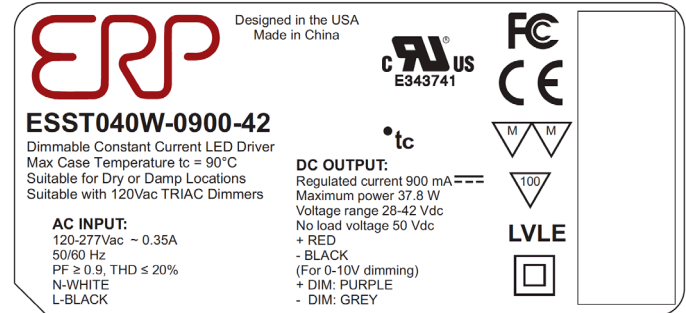 ERP
Designed in the USA
Made in China
ESST040W-0900-42
Dimmable Constant Current LED Driver
Max Case Temperature tc = 90°C
Suitable for Dry or Damp Locations
Suitable with 120Vac TRIAC Dimmers
AC INPUT:
120-277Vac ~ 0.35A
50/60 Hz
PF ≥ 0.9, THD ≤ 20%
N-WHITE
L-BLACK
C RU US ®
E343741
•tc
DC OUTPUT:
Regulated current 900 mA
Maximum power 37.8 W
Voltage range 28-42 Vdc
No load voltage 50 Vdc
+ RED
- BLACK
(For 0-10V dimming)
+ DIM: PURPLE
- DIM: GREY
FC
CE
M M
100
LVLE